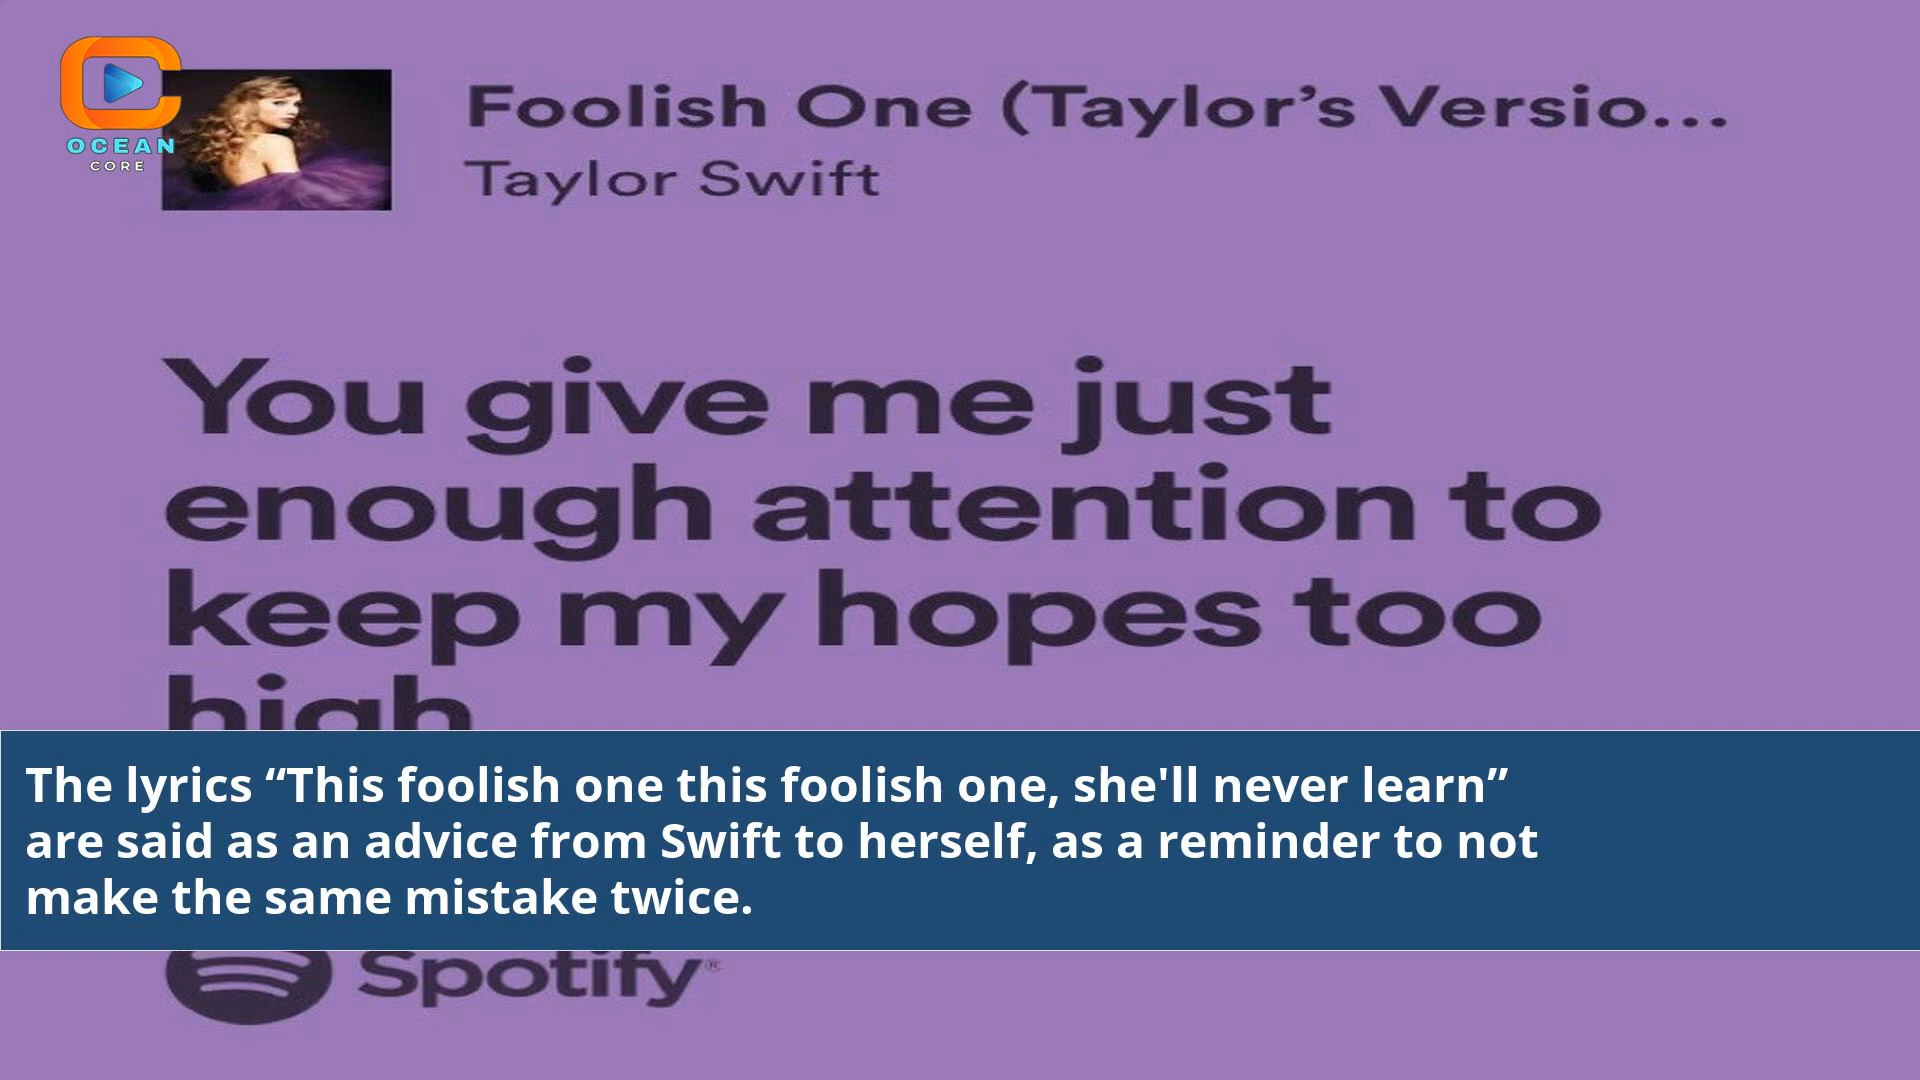 OCEAN
CORE
Foolish One (Taylor’s Versio...
Taylor Swift
You give me just
enough attention to
keep my hopes too
high
The lyrics “This foolish one this foolish one, she'll never learn”
are said as an advice from Swift to herself, as a reminder to not
make the same mistake twice.
Spotify®